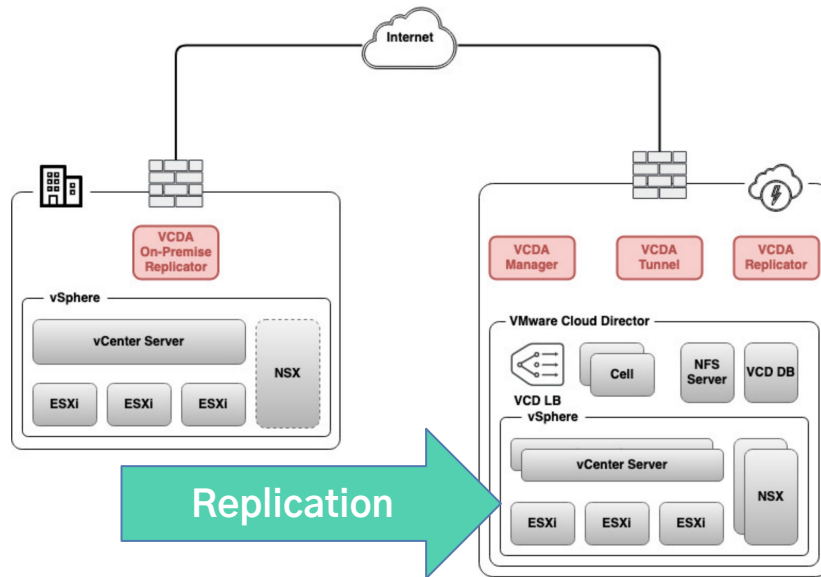 Internet
VCDA
On-Premise
Replicator
vSphere
vCenter Server
NSX
ESXi
ESXi
ESXi
VCDA
Manager
VCDA
Tunnel
VCDA
Replicator
VMware Cloud Director
VCD LB
Cell
NFS
Server
VCD DB
vSphere
vCenter Server
NSX
ESXi
ESXi
ESXi
Replication